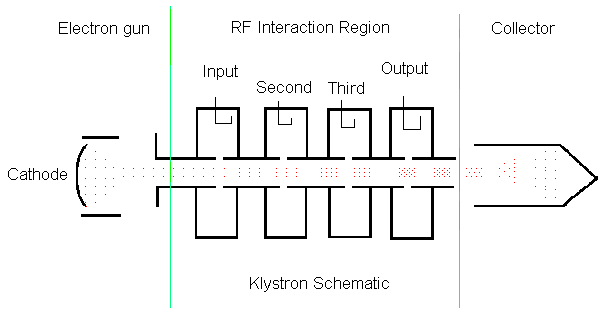 Electron gun
RF Interaction Region
Collector
Input
Second
Third
Output
Cathode
Klystron Schematic